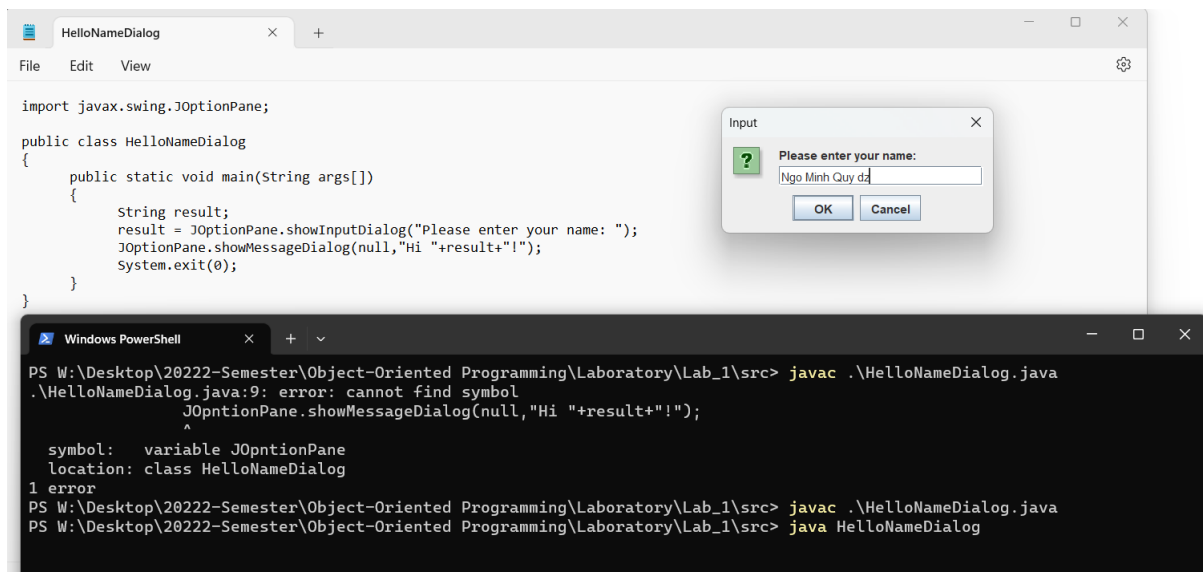 HelloNameDialog
File Edit View
import javax.swing.JOptionPane;
public class HelloNameDialog
{
public static void main(String args[])
{
String result;
result = JOptionPane.showInputDialog("Please enter your name: ");
JOptionPane.showMessageDialog(null,"Hi "+result+"!");
System.exit(0);
}
}
Input
Please enter your name:
Ngo Minh Quy dz
OK Cancel
Windows PowerShell
PS W:\Desktop\20222-Semester\Object-Oriented Programming\Laboratory\Lab_1\src> javac .\HelloNameDialog.java
.\HelloNameDialog.java:9: error: cannot find symbol
JOpntionPane.showMessageDialog(null,"Hi "+result+"!");
^
symbol:   variable JOpntionPane
location: class HelloNameDialog
1 error
PS W:\Desktop\20222-Semester\Object-Oriented Programming\Laboratory\Lab_1\src> javac .\HelloNameDialog.java
PS W:\Desktop\20222-Semester\Object-Oriented Programming\Laboratory\Lab_1\src> java HelloNameDialog